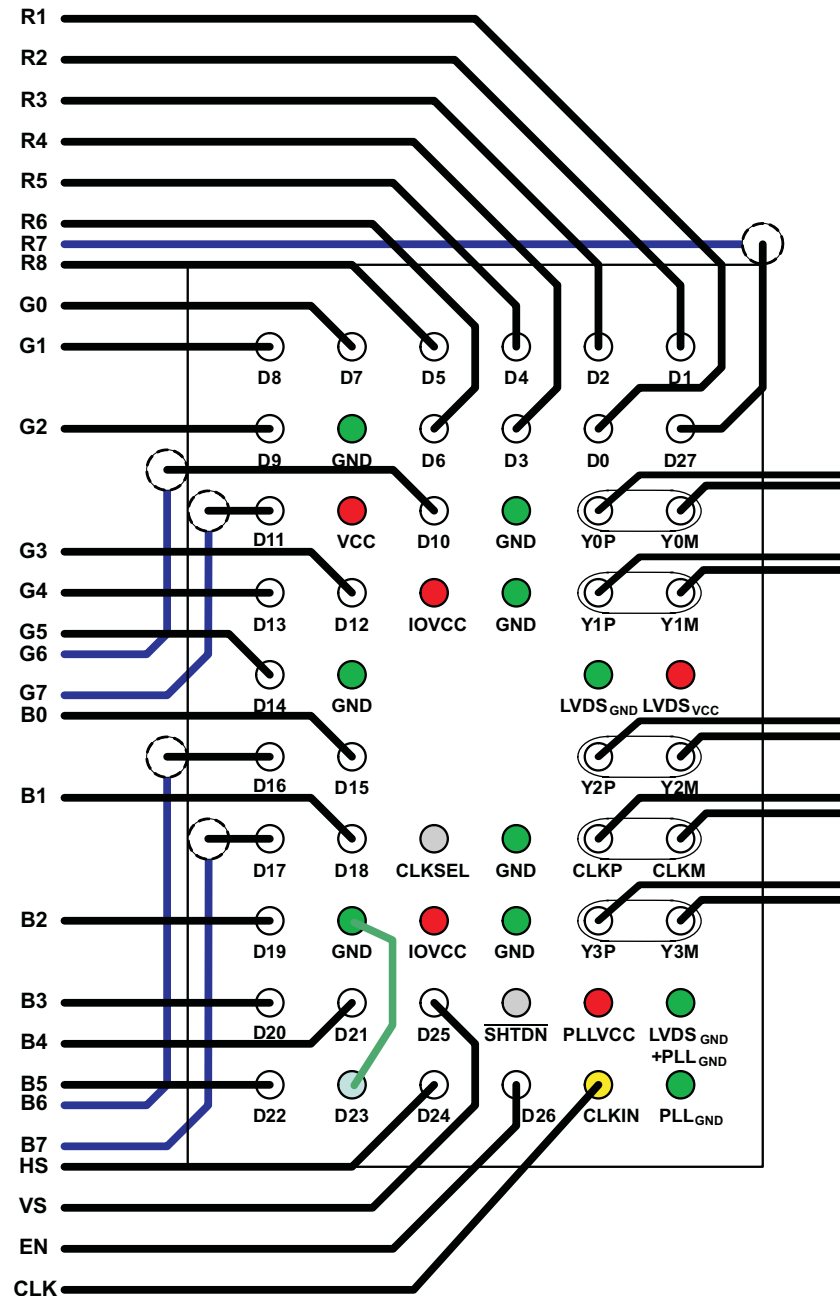 R1
R2
R3
R4
R5
R6
R7
R8
G0
G1
D8 D7 D5 D4 D2 D1
G2
D9 GND D6 D3 D0 D27
D11 VCC D10 GND Y0P Y0M
G3
G4
D13 D12 IOVCC GND Y1P Y1M
G5
G6
G7
D14 GND LVDSGND LVDSVCC
B0
D16 D15 Y2P Y2M
B1
D17 D18 CLKSEL GND CLKP CLKM
B2
D19 GND IOVCC GND Y3P Y3M
B3
D20 D21 D25 SHTDN PLLVCC LVDSGND
+PLLGND
B4
B5
B6
D22 D23 D24 D26 CLKIN PLLGND
B7
HS
VS
EN
CLK